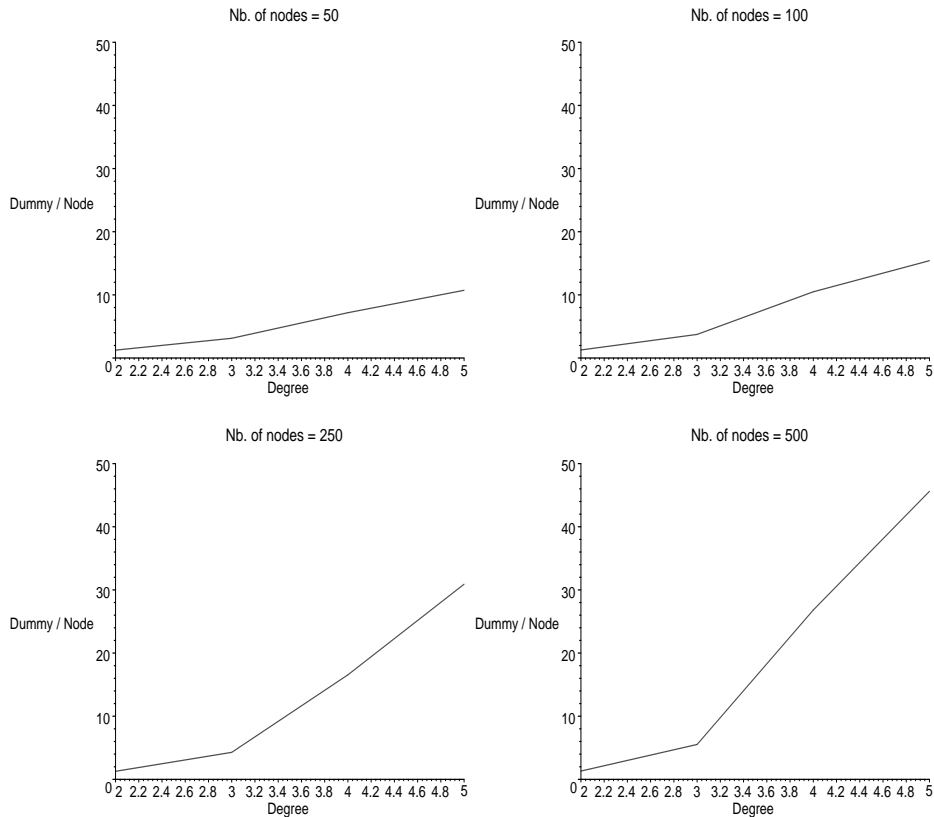 Nb. of nodes = 50
50
40
30
20
10
0
Dummy / Node
2 2.2 2.4 2.6 2.8 3 3.2 3.4 3.6 3.8 4 4.2 4.4 4.6 4.8 5
Degree
Nb. of nodes = 100
50
40
30
20
10
0
Dummy / Node
2 2.2 2.4 2.6 2.8 3 3.2 3.4 3.6 3.8 4 4.2 4.4 4.6 4.8 5
Degree
Nb. of nodes = 250
50
40
30
20
10
0
Dummy / Node
2 2.2 2.4 2.6 2.8 3 3.2 3.4 3.6 3.8 4 4.2 4.4 4.6 4.8 5
Degree
Nb. of nodes = 500
50
40
30
20
10
0
Dummy / Node
2 2.2 2.4 2.6 2.8 3 3.2 3.4 3.6 3.8 4 4.2 4.4 4.6 4.8 5
Degree